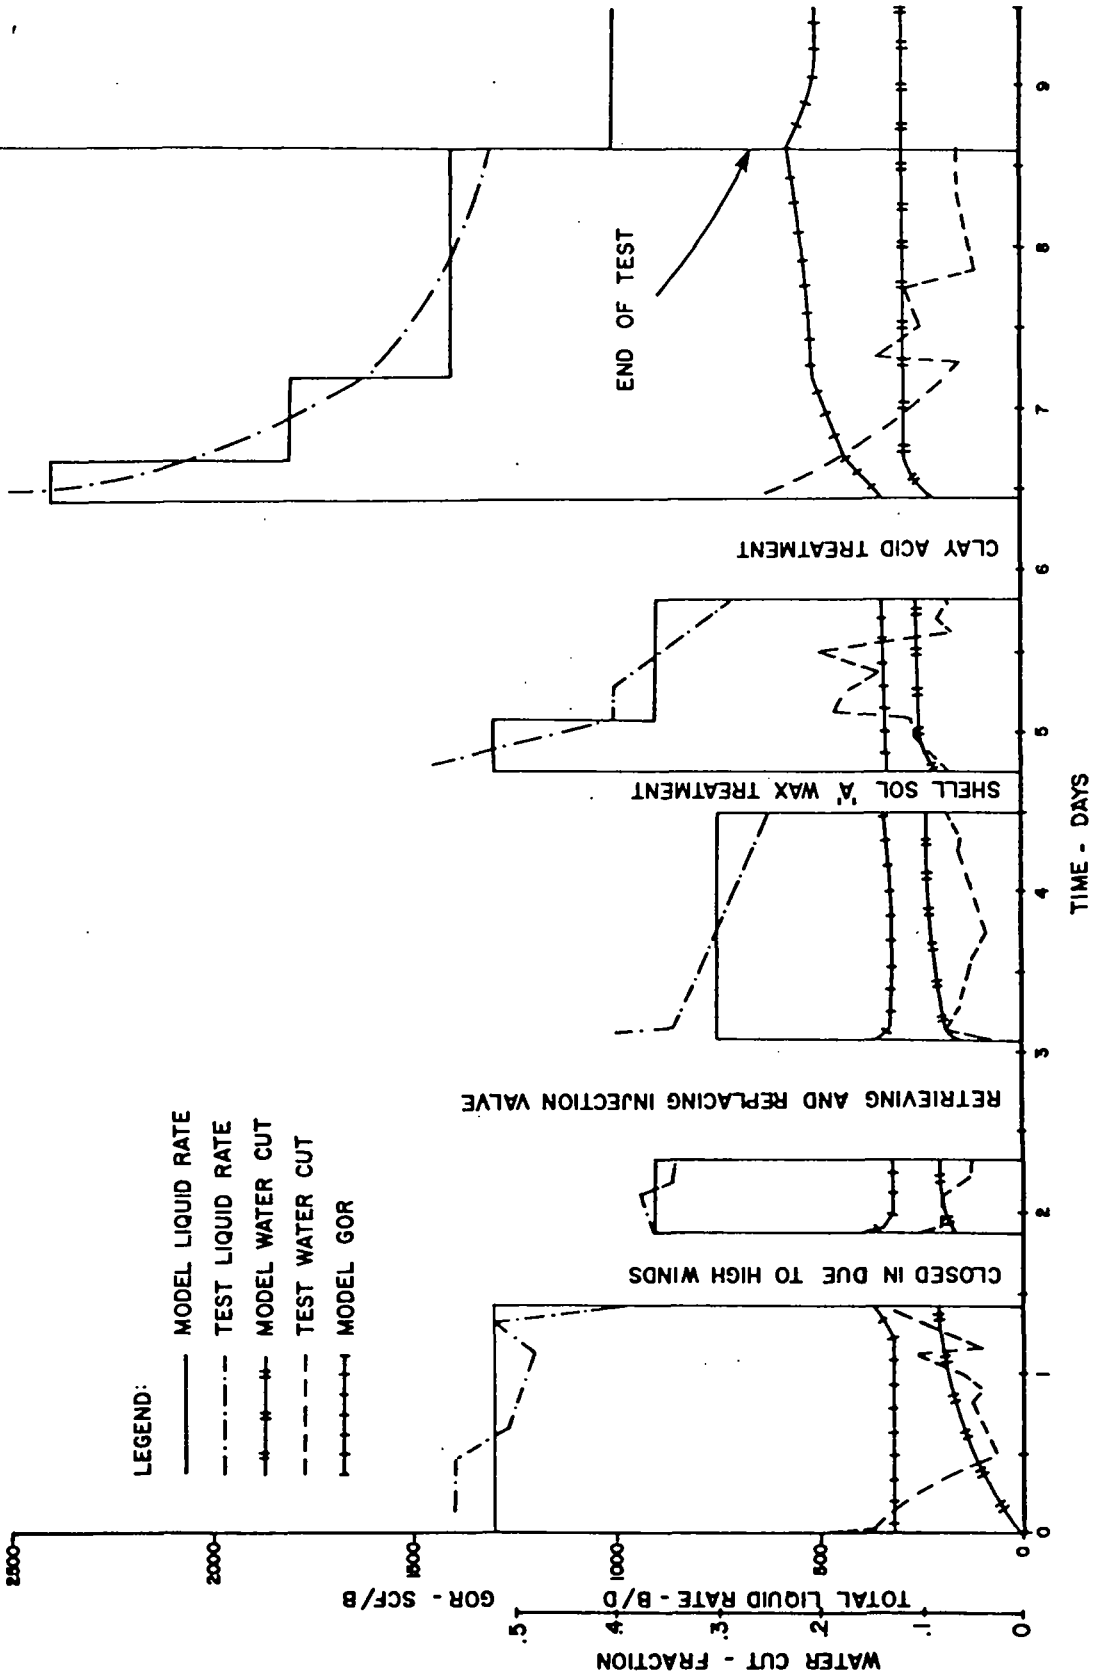 LEGEND:
MODEL LIQUID RATE
TEST LIQUID RATE
MODEL WATER CUT
TEST WATER CUT
MODEL GOR
2500
2000
1500
1000
500
0
GOR - SCF/B
TOTAL LIQUID RATE - B/D
.5
.3
.2
.1
0
WATER CUT - FRACTION
CLOSED IN DUE TO HIGH WINDS
RETRIEVING AND REPLACING INJECTION VALVE
SHELL SOL 'A' WAX TREATMENT
CLAY ACID TREATMENT
END OF TEST
0
1
2
3
4
5
6
7
8
9
TIME - DAYS